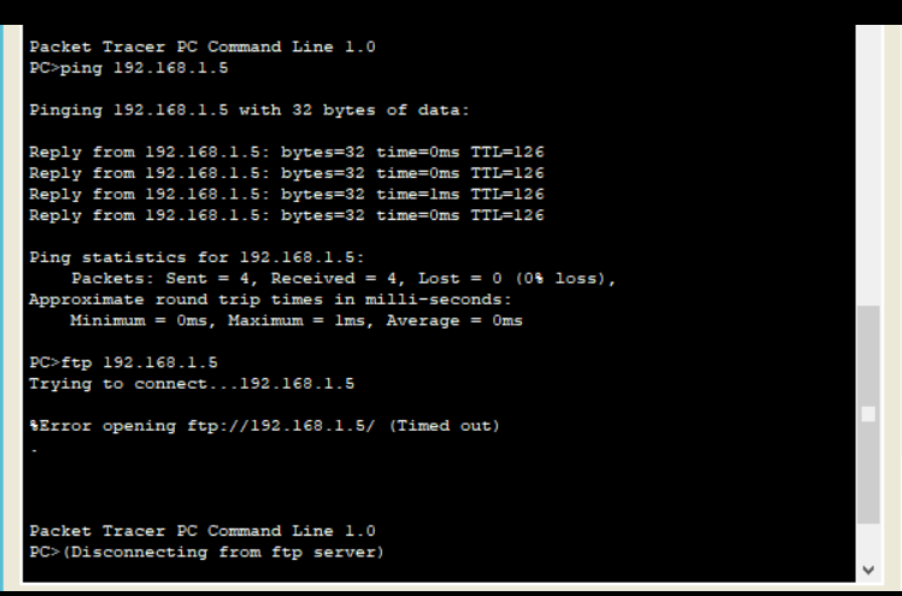 Packet Tracer PC Command Line 1.0
PC>ping 192.168.1.5
Pinging 192.168.1.5 with 32 bytes of data:
Reply from 192.168.1.5: bytes=32 time=0ms TTL=126
Reply from 192.168.1.5: bytes=32 time=0ms TTL=126
Reply from 192.168.1.5: bytes=32 time=1ms TTL=126
Reply from 192.168.1.5: bytes=32 time=0ms TTL=126
Ping statistics for 192.168.1.5:
    Packets: Sent = 4, Received = 4, Lost = 0 (0% loss),
Approximate round trip times in milli-seconds:
    Minimum = 0ms, Maximum = 1ms, Average = 0ms
PC>ftp 192.168.1.5
Trying to connect...192.168.1.5
%Error opening ftp://192.168.1.5/ (Timed out)
.
Packet Tracer PC Command Line 1.0
PC>(Disconnecting from ftp server)